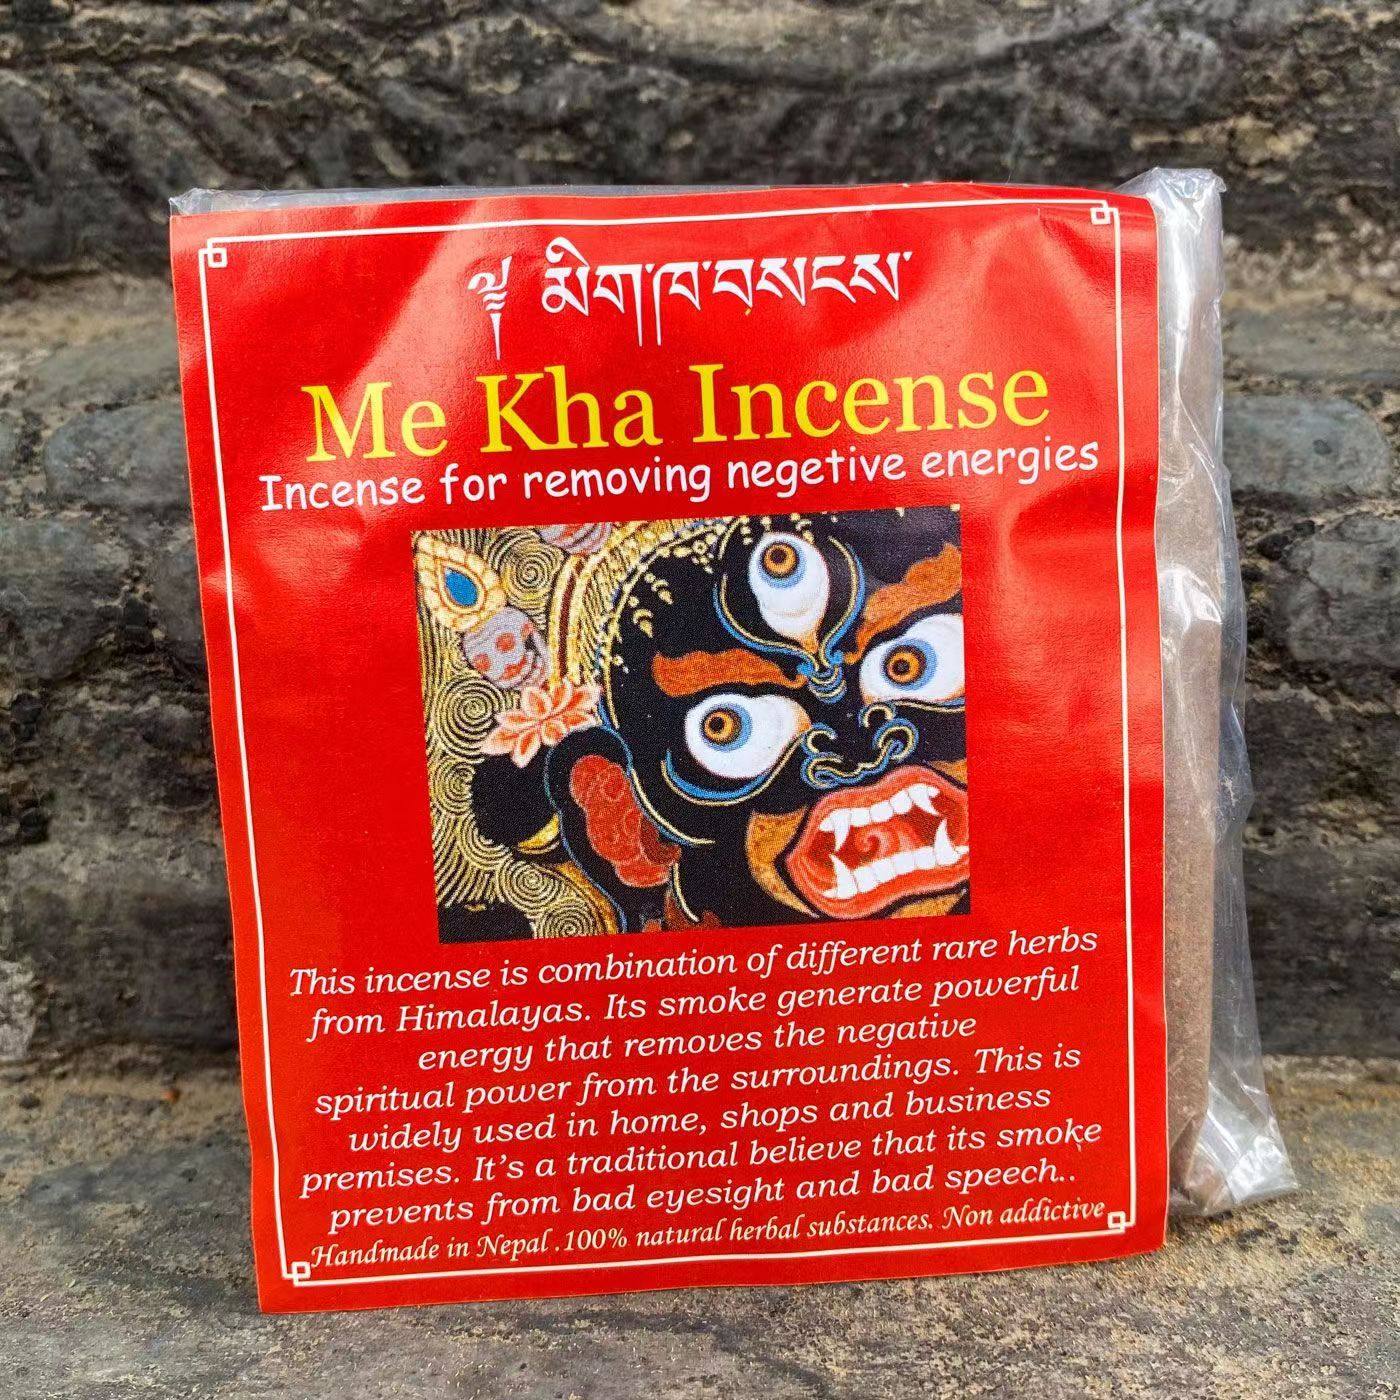 ༄༅ མིག་ཁ་བསངས་
Me Kha Incense
Incense for removing negetive energies
This incense is combination of different rare herbs
from Himalayas. Its smoke generate powerful
energy that removes the negative
spiritual power from the surroundings. This is
widely used in home, shops and business
premises. It’s a traditional believe that its smoke
prevents from bad eyesight and bad speech..
Handmade in Nepal .100% natural herbal substances. Non addictive